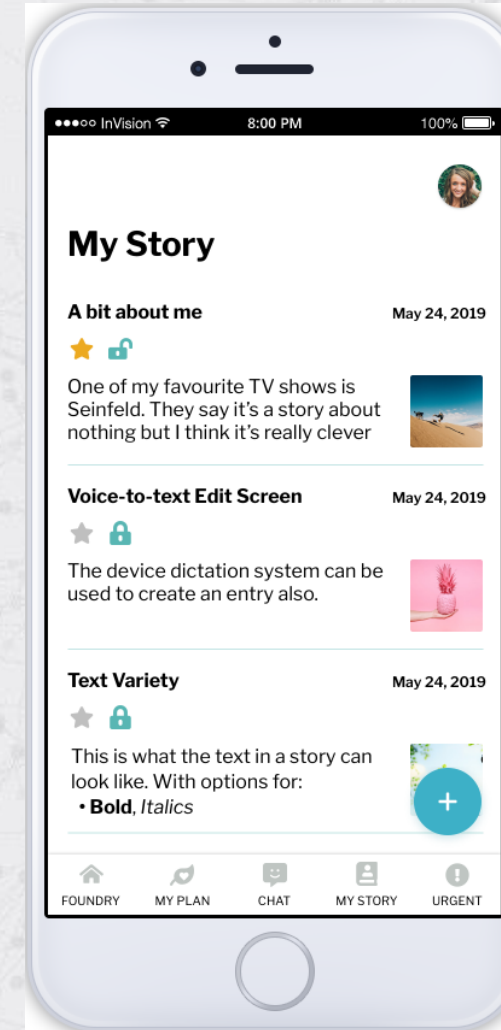 InVision 8:00 PM 100%
My Story
A bit about me May 24, 2019
One of my favourite TV shows is
Seinfeld. They say it’s a story about
nothing but I think it’s really clever
Voice-to-text Edit Screen May 24, 2019
The device dictation system can be
used to create an entry also.
Text Variety May 24, 2019
This is what the text in a story can
look like. With options for:
• Bold, Italics
+
FOUNDRY MY PLAN CHAT MY STORY URGENT